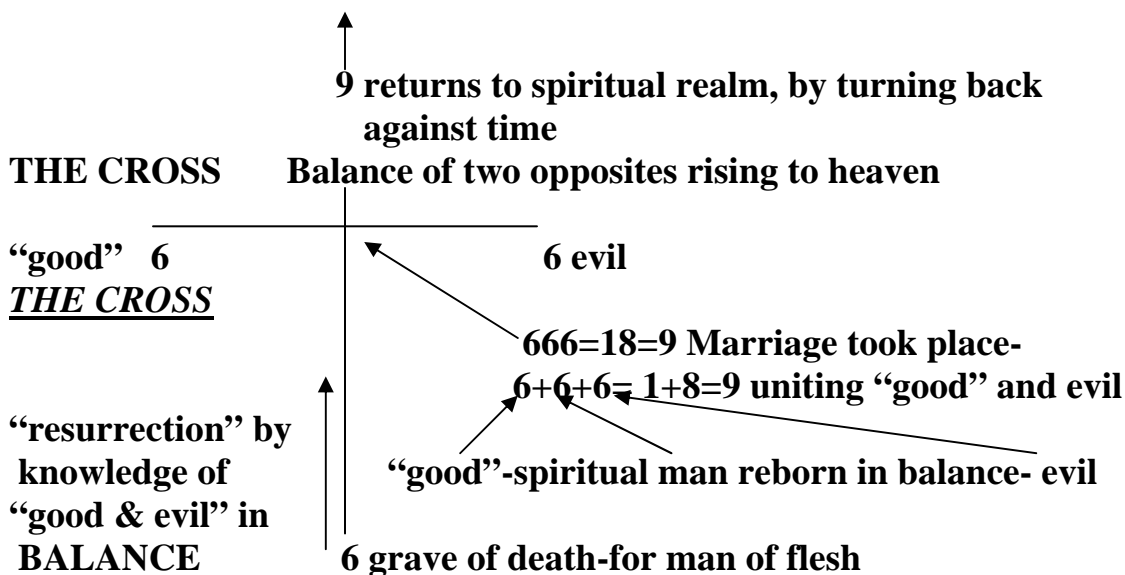 9 returns to spiritual realm, by turning back
against time
THE CROSS Balance of two opposites rising to heaven
“good” 6 6 evil
THE CROSS
666=18=9 Marriage took place-
6+6+6= 1+8=9 uniting “good” and evil
“resurrection” by
knowledge of
“good”-spiritual man reborn in balance- evil
“good & evil” in
BALANCE 6 grave of death-for man of flesh